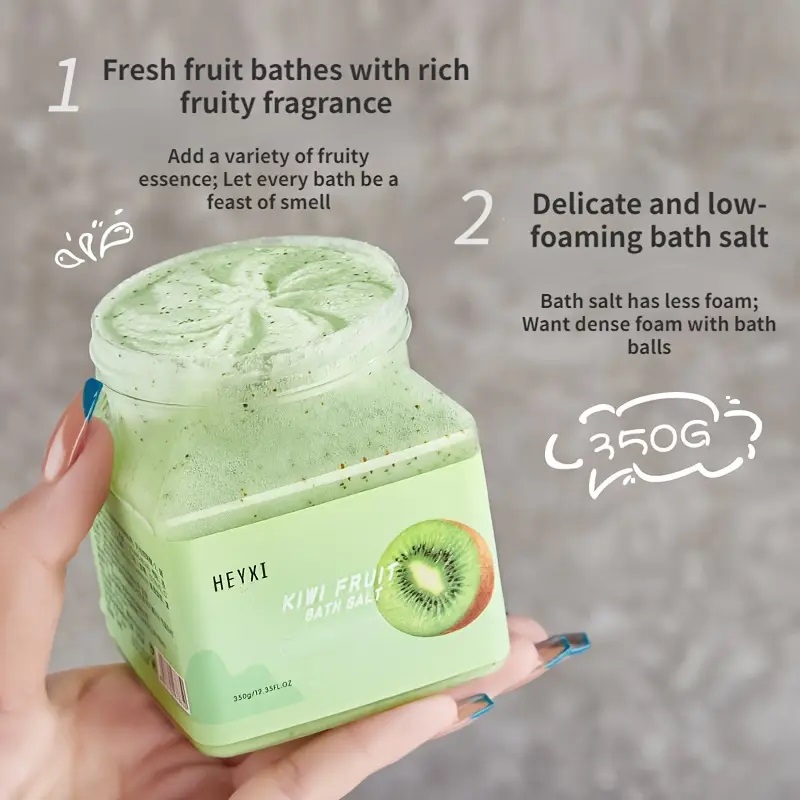 1
Fresh fruit bathes with rich
fruity fragrance
Add a variety of fruity
essence; Let every bath be a
feast of smell
2
Delicate and low-
foaming bath salt
Bath salt has less foam;
Want dense foam with bath
balls
350G
HEYXI
KIWI FRUIT
BATH SALT
350g/12.35FL.OZ